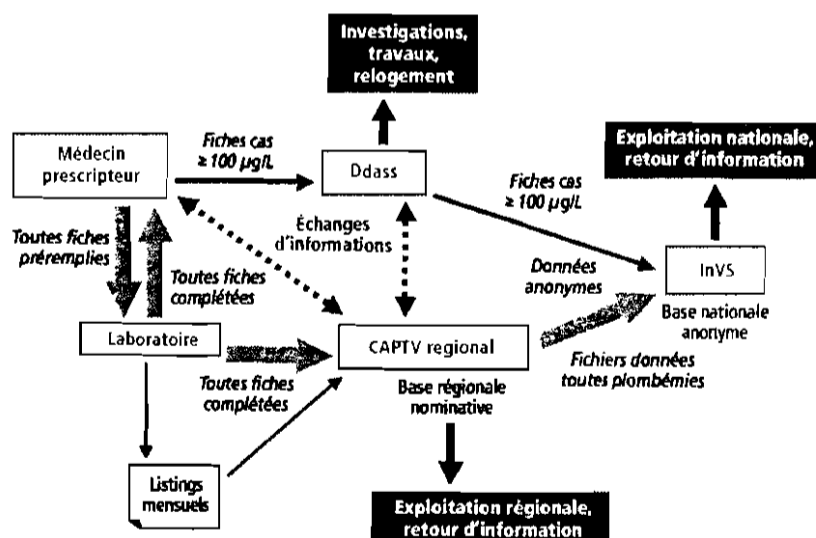 Investigations,
travaux,
relogement
Fiches cas
≥ 100 µg/L
Médecin
prescripteur
Ddass
Exploitation nationale,
retour d'information
Fiches cas
≥ 100 µg/L
Échanges
d'informations
Toutes fiches
préremplies
Toutes fiches
complétées
Données
anonymes
InVS
Base nationale
anonyme
Laboratoire
CAPTV regional
Toutes fiches
complétées
Fichiers données
toutes plombémies
Base régionale
nominative
Listings
mensuels
Exploitation régionale,
retour d'information